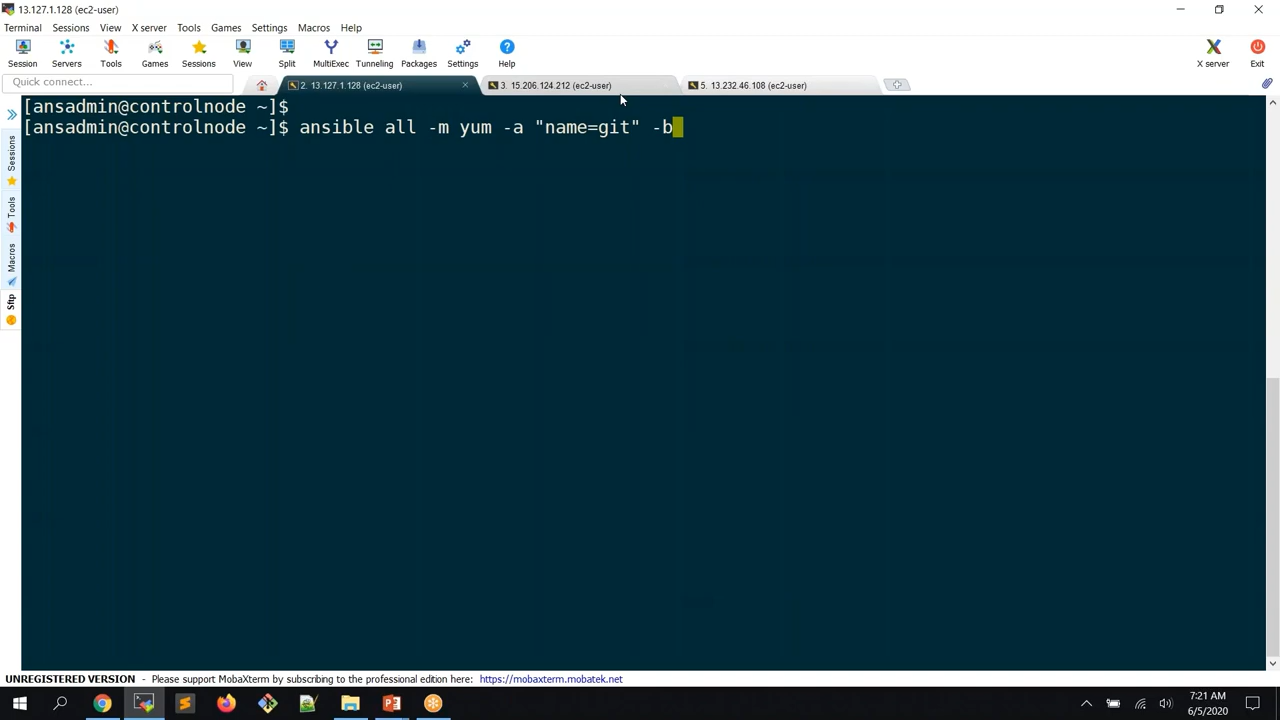 13.127.1.128 (ec2-user)
Terminal Sessions View X server Tools Games Settings Macros Help
Session Servers Tools Games Sessions View Split MultiExec Tunneling Packages Settings Help X server Exit
Quick connect...
2. 13.127.1.128 (ec2-user)
3. 15.206.124.212 (ec2-user)
5. 13.232.46.108 (ec2-user)
[ansadmin@controlnode ~]$
[ansadmin@controlnode ~]$ ansible all -m yum -a "name=git" -b
Sessions
Tools
Macros
Sftp
UNREGISTERED VERSION - Please support MobaXterm by subscribing to the professional edition here: https://mobaxterm.mobatek.net
7:21 AM
6/5/2020